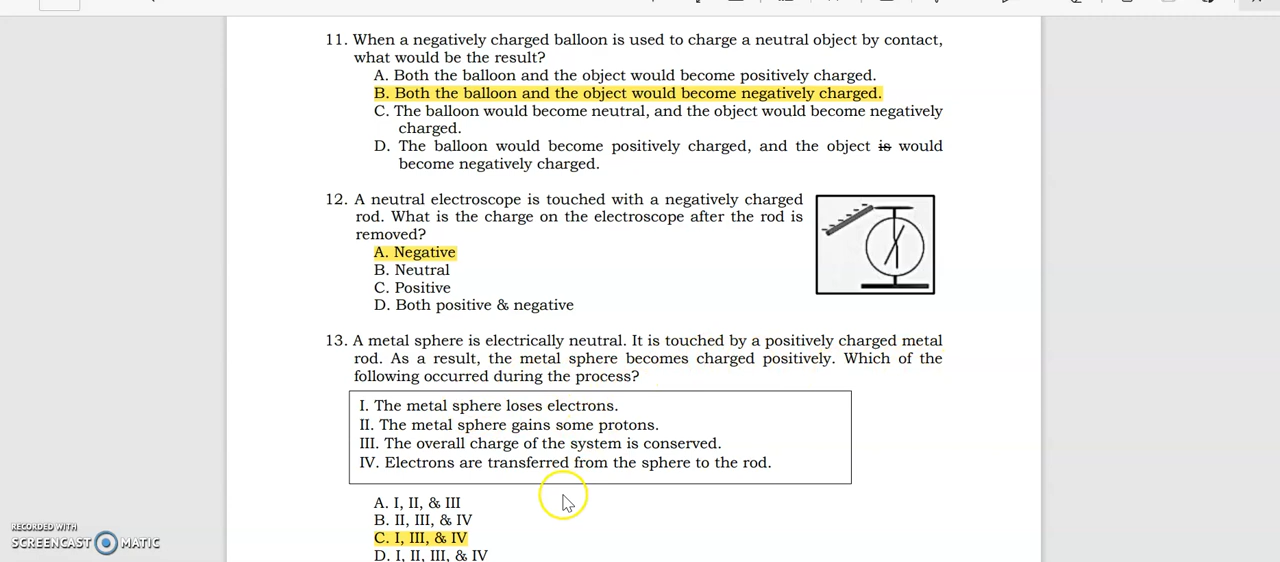 11. When a negatively charged balloon is used to charge a neutral object by contact,
what would be the result?
A. Both the balloon and the object would become positively charged.
B. Both the balloon and the object would become negatively charged.
C. The balloon would become neutral, and the object would become negatively
charged.
D. The balloon would become positively charged, and the object is would
become negatively charged.
12. A neutral electroscope is touched with a negatively charged
rod. What is the charge on the electroscope after the rod is
removed?
A. Negative
B. Neutral
C. Positive
D. Both positive & negative
13. A metal sphere is electrically neutral. It is touched by a positively charged metal
rod. As a result, the metal sphere becomes charged positively. Which of the
following occurred during the process?
I. The metal sphere loses electrons.
II. The metal sphere gains some protons.
III. The overall charge of the system is conserved.
IV. Electrons are transferred from the sphere to the rod.
A. I, II, & III
B. II, III, & IV
C. I, III, & IV
D. I, II, III, & IV
RECORDED WITH
SCREENCAST MATIC